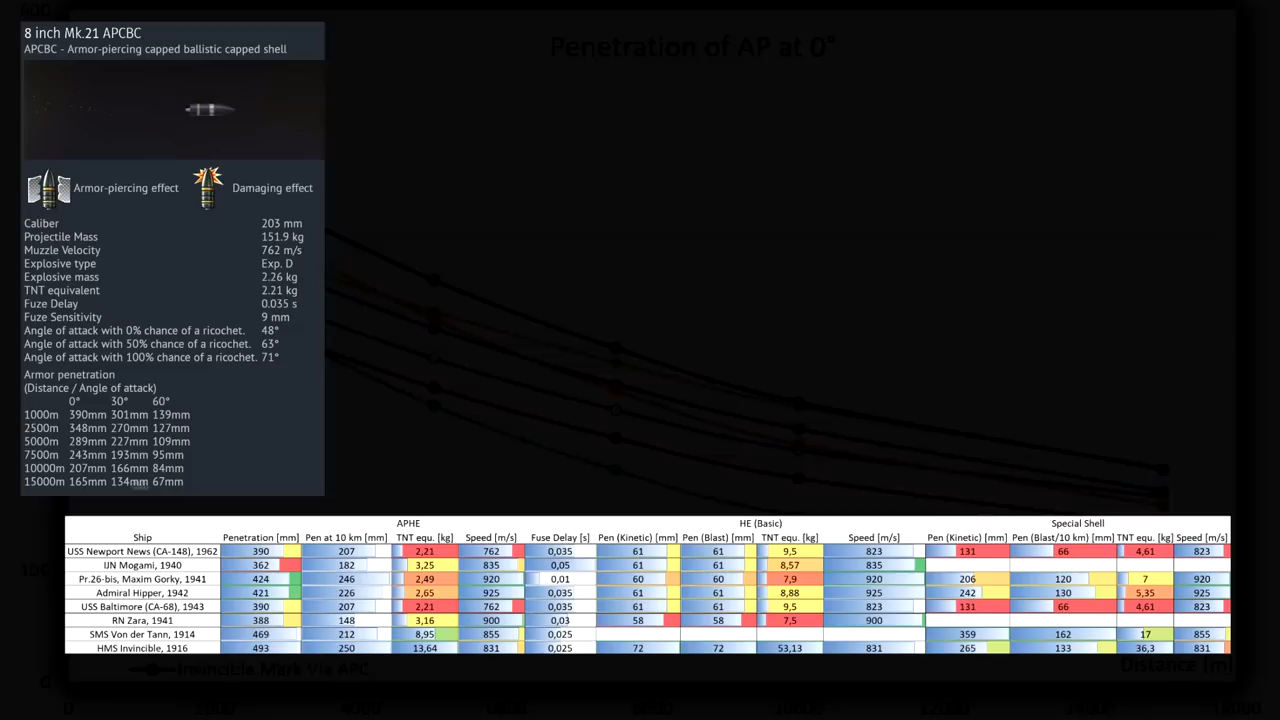 600
Penetration of AP at 0°
8 inch Mk.21 APCBC
APCBC - Armor-piercing capped ballistic capped shell
Armor-piercing effect Damaging effect
Caliber 203 mm
Projectile Mass 151.9 kg
Muzzle Velocity 762 m/s
Explosive type Exp. D
Explosive mass 2.26 kg
TNT equivalent 2.21 kg
Fuze Delay 0.035 s
Fuze Sensitivity 9 mm
Angle of attack with 0% chance of a ricochet. 48°
Angle of attack with 50% chance of a ricochet. 63°
Angle of attack with 100% chance of a ricochet. 71°
Armor penetration
(Distance / Angle of attack)
0° 30° 60°
1000m 390mm 301mm 139mm
2500m 348mm 270mm 127mm
5000m 289mm 227mm 109mm
7500m 243mm 193mm 95mm
10000m 207mm 166mm 84mm
15000m 165mm 134mm 67mm
APHE HE (Basic) Special Shell
Ship Penetration [mm] Pen at 10 km [mm] TNT equ. [kg] Speed [m/s] Fuse Delay [s] Pen (Kinetic) [mm] Pen (Blast) [mm] TNT equ. [kg] Speed [m/s] Pen (Kinetic) [mm] Pen (Blast/10 km) [mm] TNT equ. [kg] Speed [m/s]
USS Newport News (CA-148), 1962 390 207 2,21 762 0,035 61 61 9,5 823 131 66 4,61 823
IJN Mogami, 1940 362 182 3,25 835 0,05 61 61 8,57 835
Pr.26-bis, Maxim Gorky, 1941 424 246 2,49 920 0,01 60 60 7,9 920 206 120 7 920
Admiral Hipper, 1942 421 226 2,65 925 0,035 61 61 8,88 925 242 130 5,35 925
USS Baltimore (CA-68), 1943 390 207 2,21 762 0,035 61 61 9,5 823 131 66 4,61 823
RN Zara, 1941 388 148 3,16 900 0,03 58 58 7,5 900
SMS Von der Tann, 1914 469 212 8,95 855 0,025 359 162 17 855
HMS Invincible, 1916 493 250 13,64 831 0,025 72 72 53,13 831 265 133 36,3 831
100
Invincible Mark VIa APC
Distance [m]
0
0 4000 10000